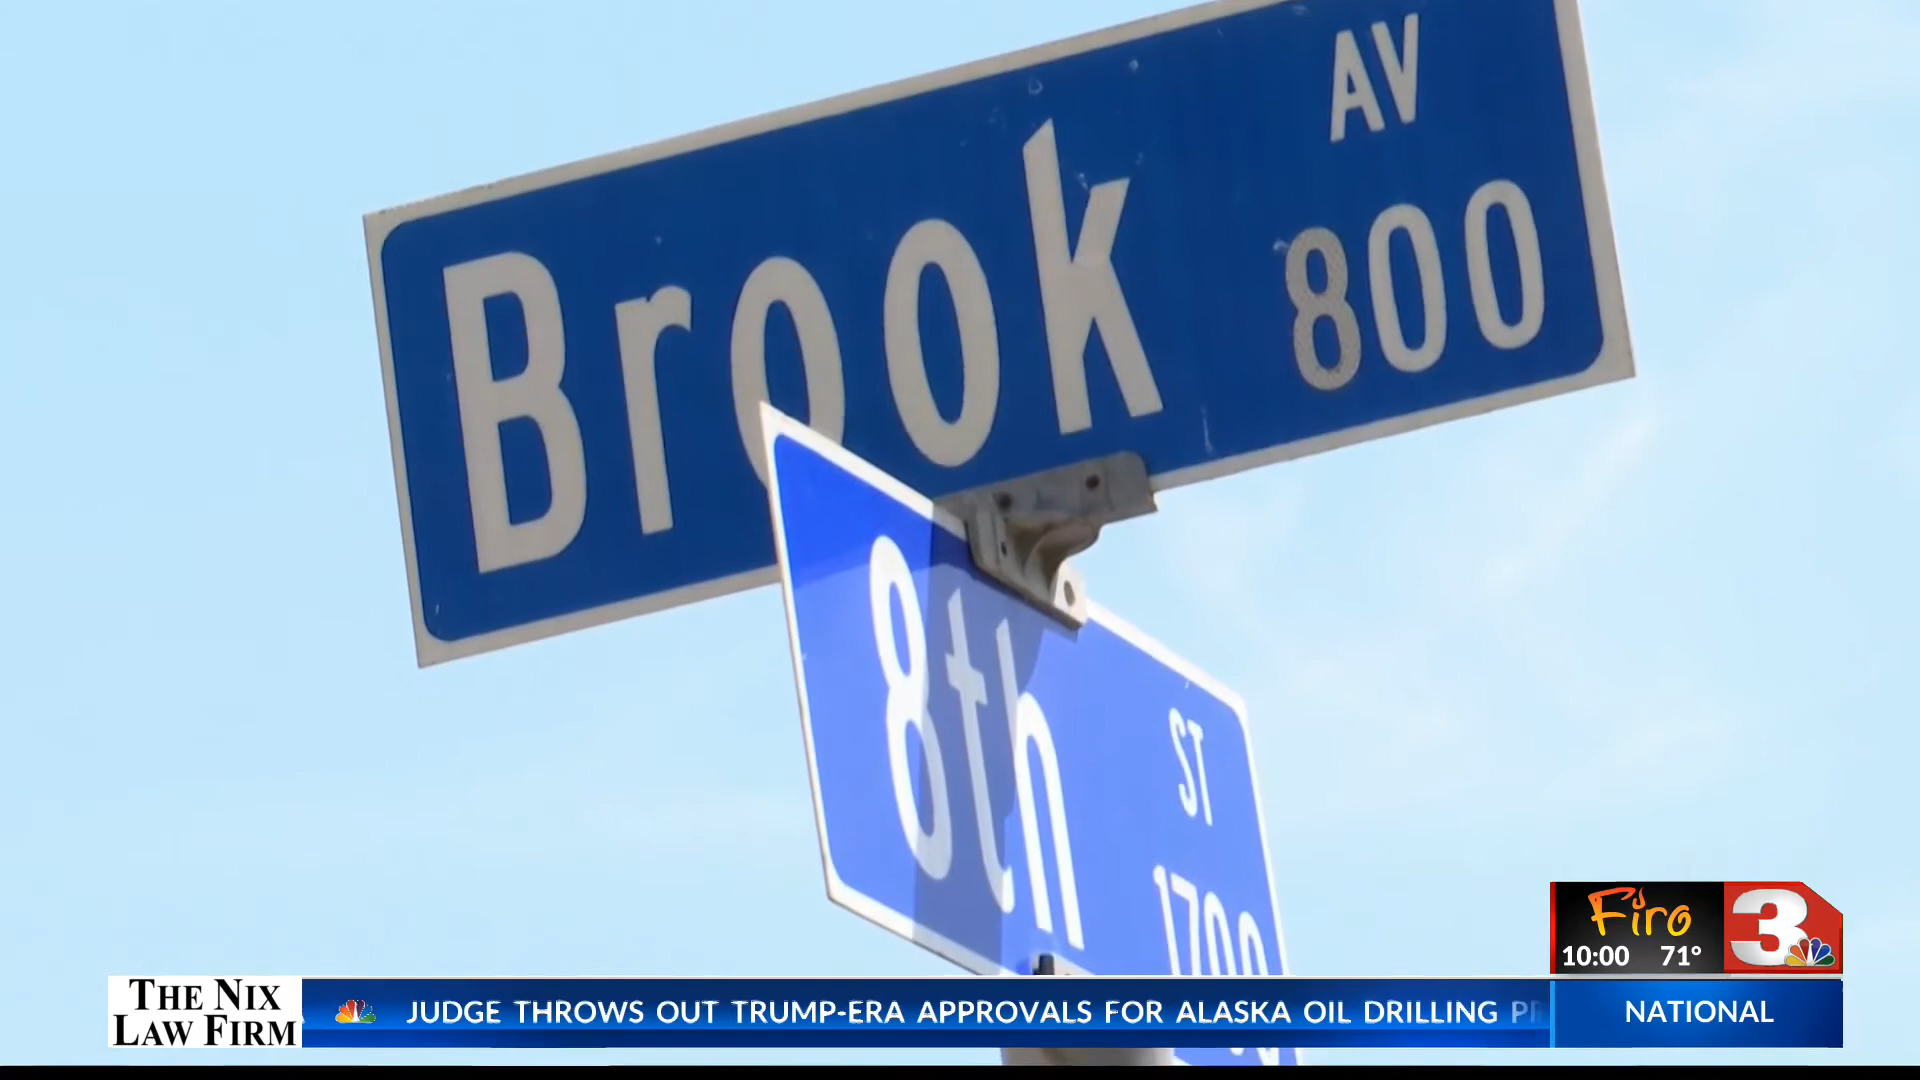 AV
Brook 800
8th ST
1700
Firo
10:00 71°
3
THE NIX
LAW FIRM
JUDGE THROWS OUT TRUMP-ERA APPROVALS FOR ALASKA OIL DRILLING
NATIONAL